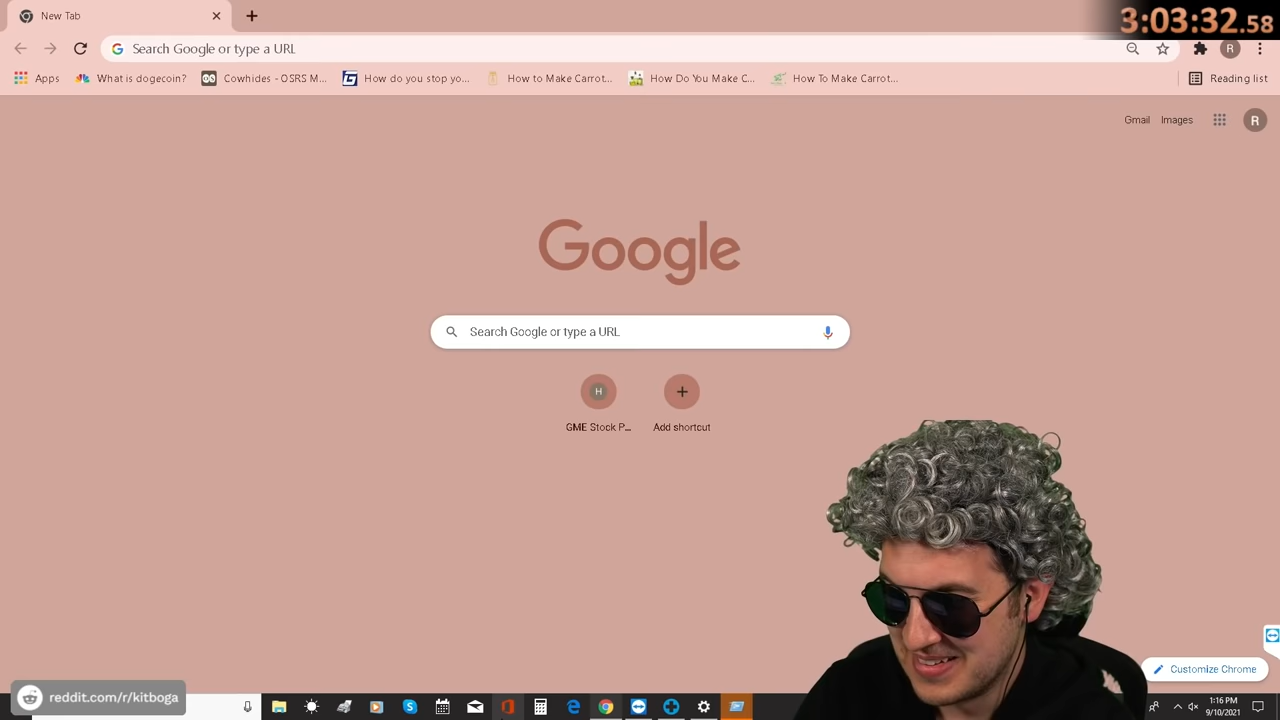 New Tab
3:03:32.58
Search Google or type a URL
R
Apps
What is dogecoin?
Cowhides - OSRS M...
How do you stop yo...
How to Make Carrot...
How Do You Make C...
How To Make Carrot...
Reading list
Gmail
Images
R
Google
Search Google or type a URL
H
GME Stock P...
Add shortcut
Customize Chrome
reddit.com/r/kitboga
1:16 PM
9/10/2021